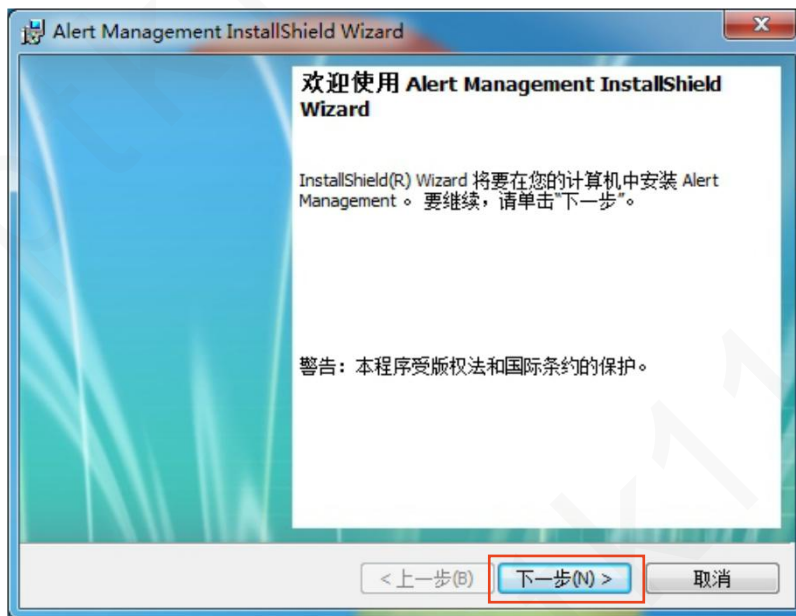 Alert Management InstallShield Wizard
欢迎使用 Alert Management InstallShield
Wizard
InstallShield(R) Wizard 将要在您的计算机中安装 Alert
Management 。 要继续，请单击"下一步"。
警告：本程序受版权法和国际条约的保护。
<上一步(B)
下一步(N) >
取消